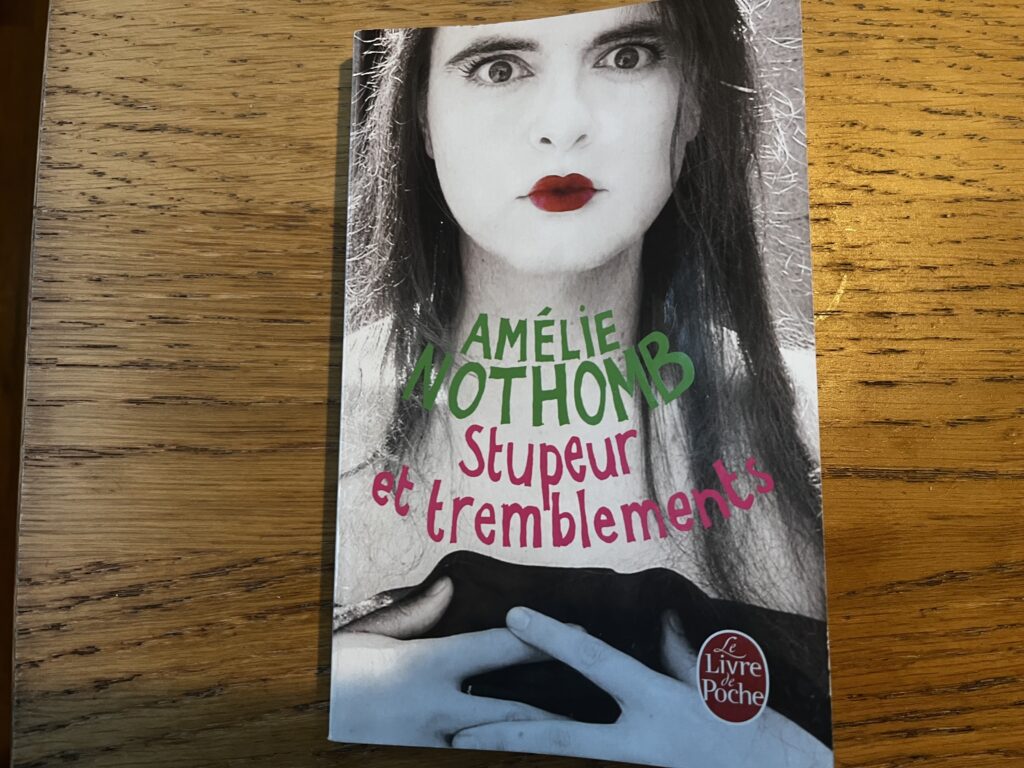 AMÉLIE
NOTHOMB
Stupeur
et tremblements
Le
Livre
de
Poche